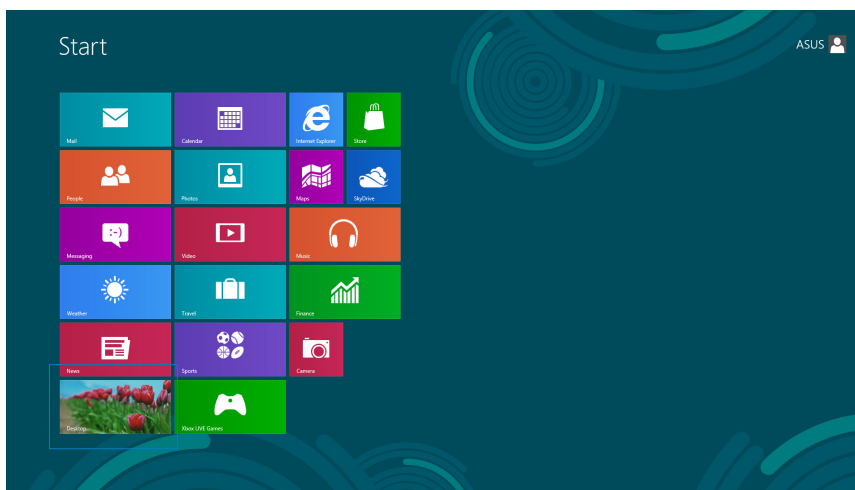 Start
ASUS
Mail
Calendar
Internet Explorer
Store
People
Photos
Maps
SkyDrive
Messaging
:-)
Video
Music
Weather
Travel
Finance
News
Sports
Camera
Desktop
Xbox LIVE Games